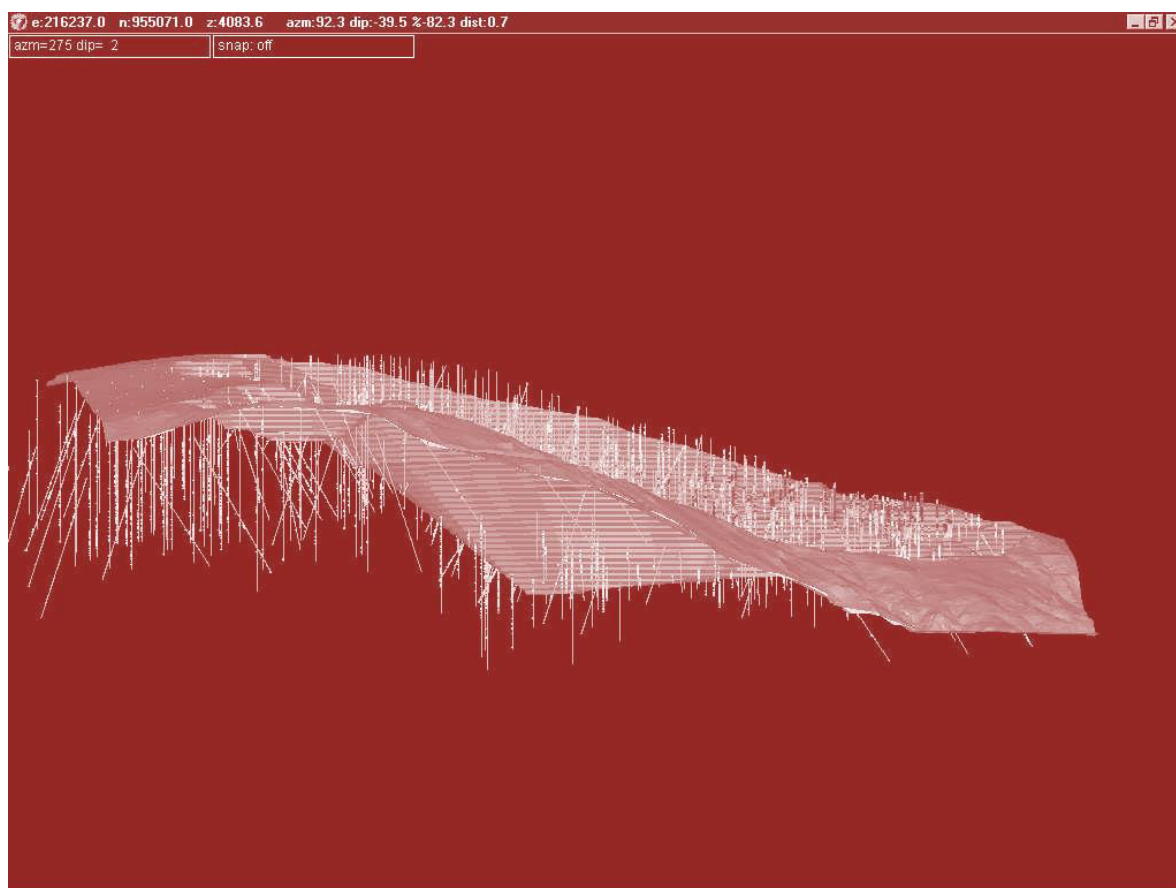 e:216237.0 n:955071.0 z:4083.6 azm:92.3 dip:-39.5 %-82.3 dist:0.7
azm=275 dip= 2 snap: off